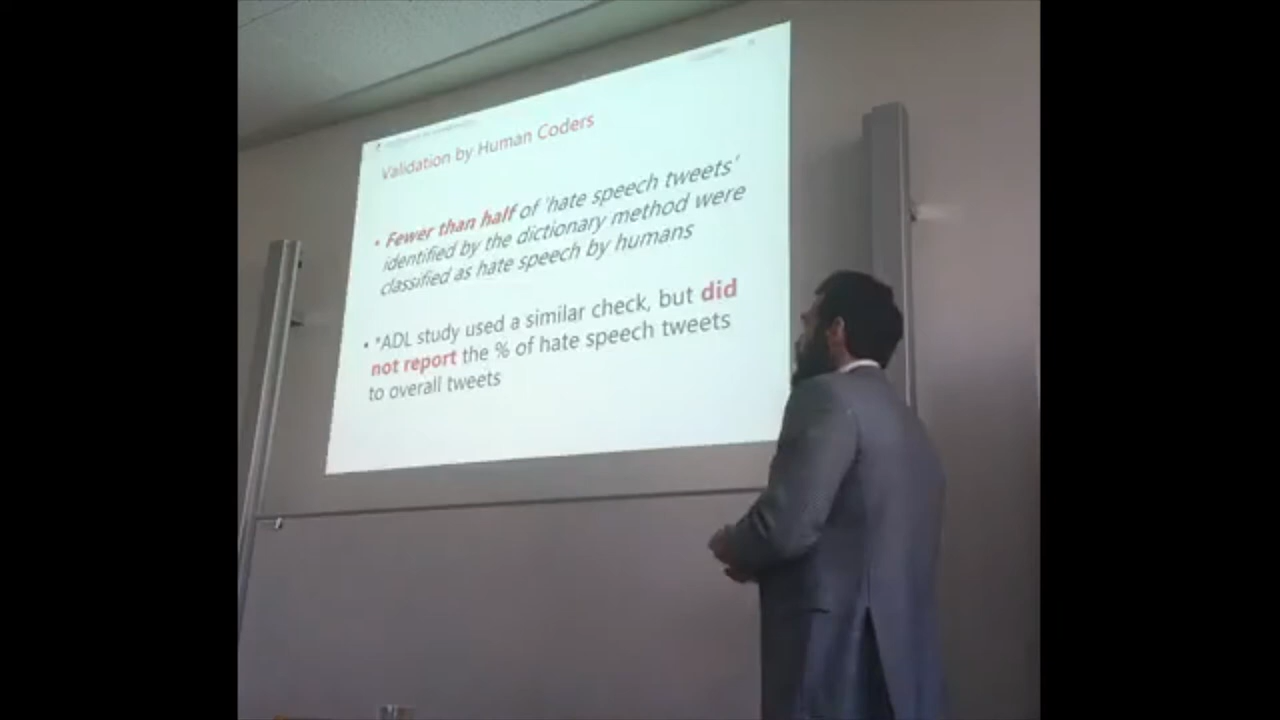 Validation by Human Coders
• Fewer than half of 'hate speech tweets'
identified by the dictionary method were
classified as hate speech by humans
• *ADL study used a similar check, but did
not report the % of hate speech tweets
to overall tweets